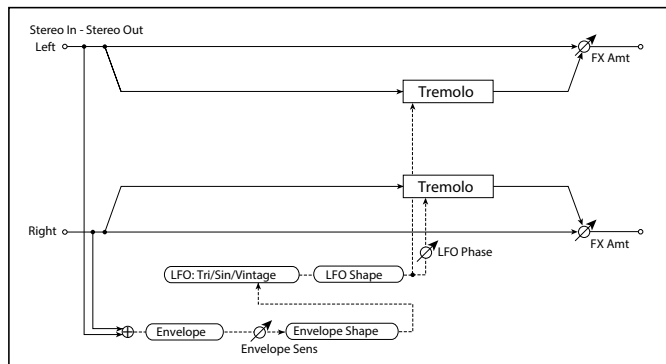 Stereo In - Stereo Out
Left
FX Amt
Tremolo
Tremolo
Right
FX Amt
LFO Phase
LFO: Tri/Sin/Vintage
LFO Shape
Envelope
Envelope Shape
Envelope Sens